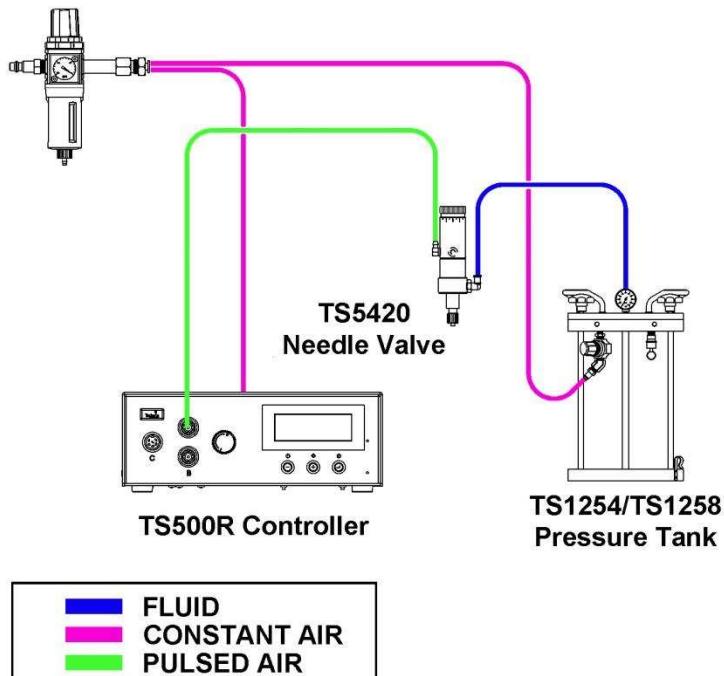 TS5420
Needle Valve
C
B
TS500R Controller
TS1254/TS1258
Pressure Tank
FLUID
CONSTANT AIR
PULSED AIR